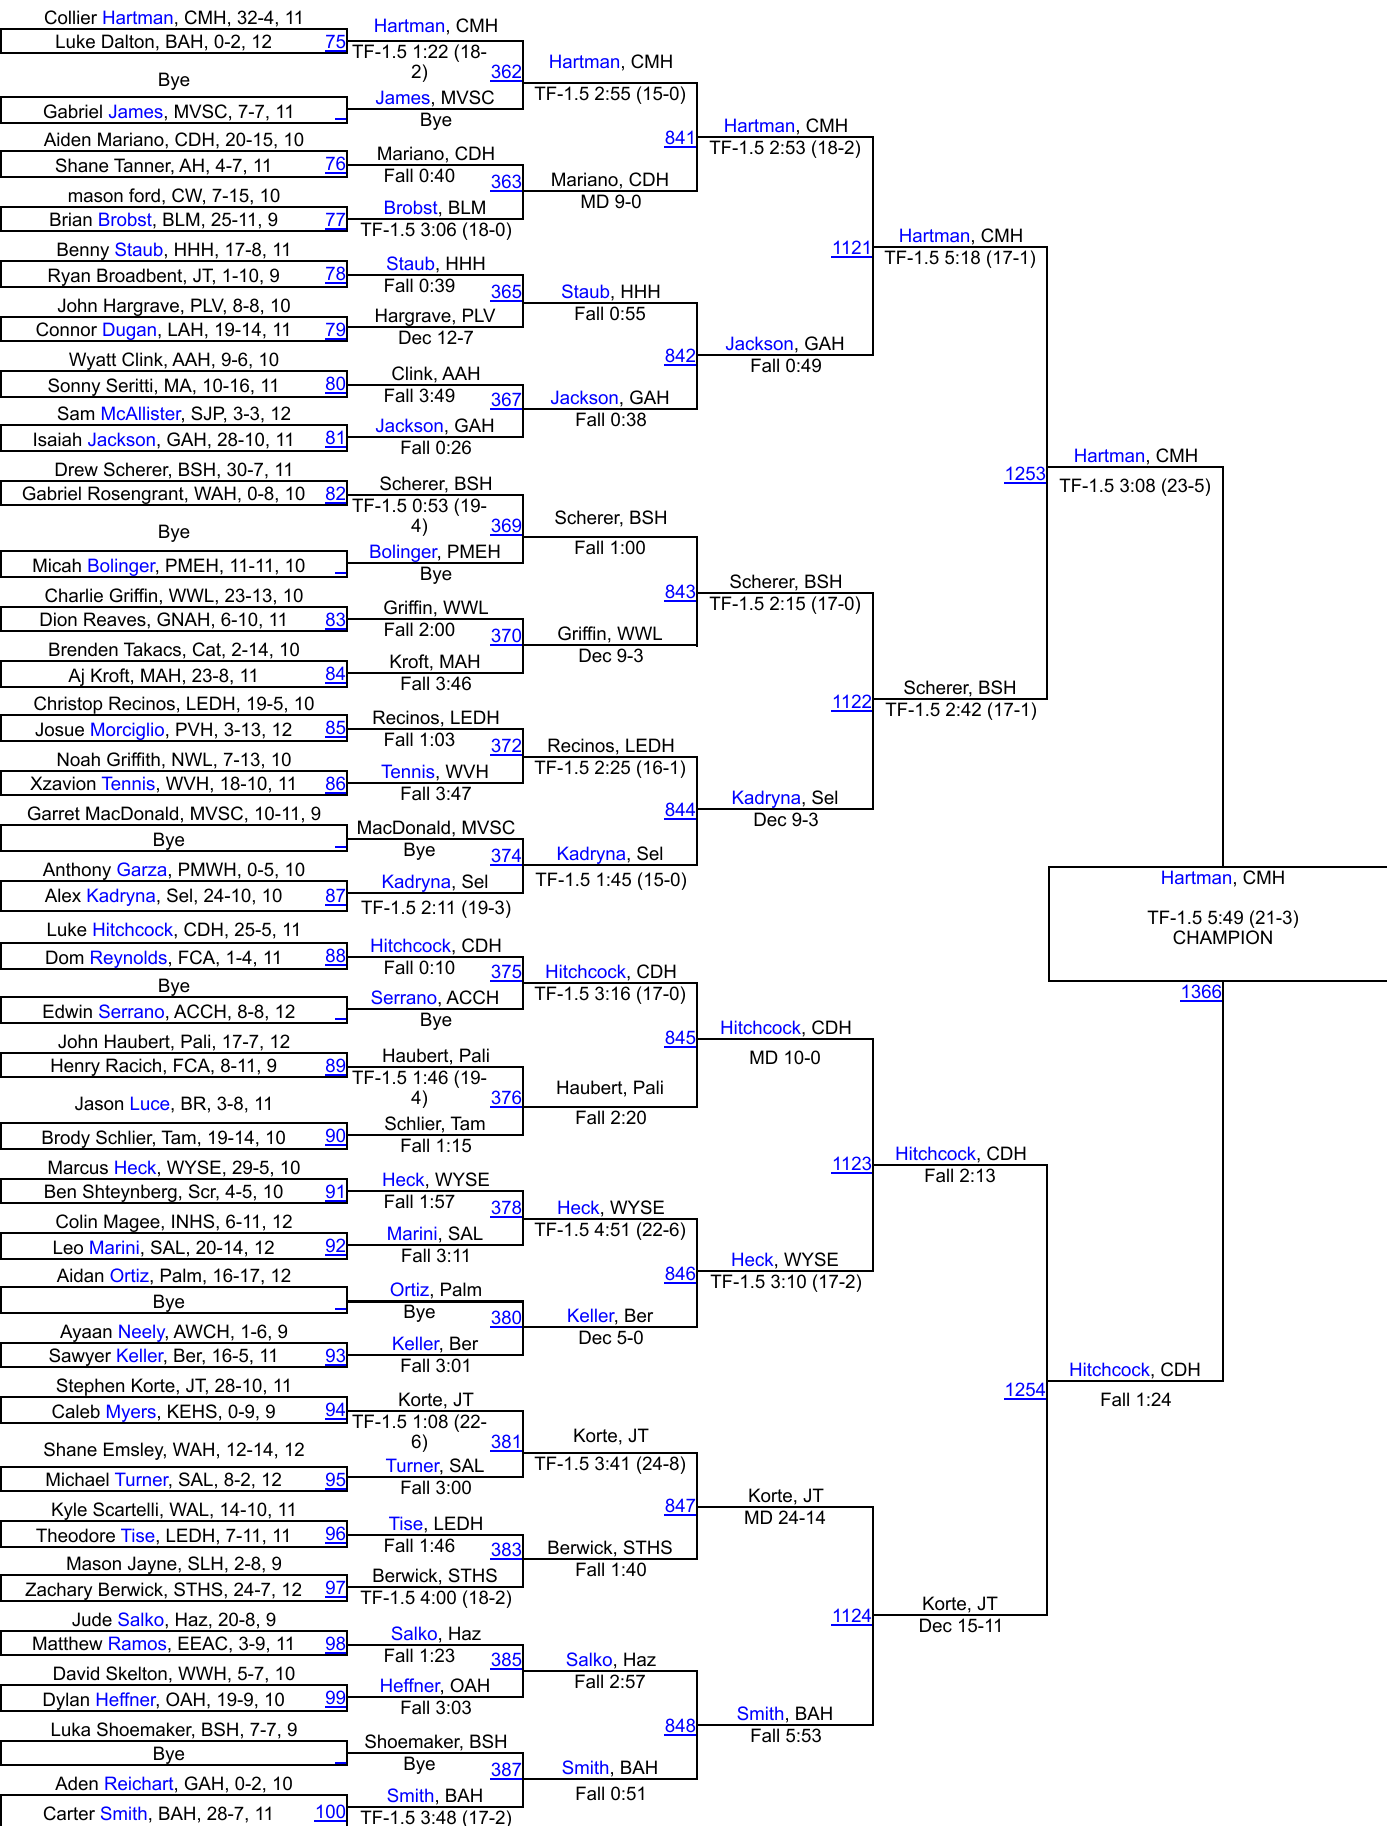 Collier Hartman, CMH, 32-4, 11
Luke Dalton, BAH, 0-2, 12
75
Bye
Gabriel James, MVSC, 7-7, 11
Aiden Mariano, CDH, 20-15, 10
Shane Tanner, AH, 4-7, 11
76
mason ford, CW, 7-15, 10
Brian Brobst, BLM, 25-11, 9
77
Benny Staub, HHH, 17-8, 11
Ryan Broadbent, JT, 1-10, 9
78
John Hargrave, PLV, 8-8, 10
Connor Dugan, LAH, 19-14, 11
79
Wyatt Clink, AAH, 9-6, 10
Sonny Seritti, MA, 10-16, 11
80
Sam McAllister, SJP, 3-3, 12
Isaiah Jackson, GAH, 28-10, 11
81
Drew Scherer, BSH, 30-7, 11
Gabriel Rosengrant, WAH, 0-8, 10
82
Bye
Micah Bolinger, PMEH, 11-11, 10
Charlie Griffin, WWL, 23-13, 10
Dion Reaves, GNAH, 6-10, 11
83
Brenden Takacs, Cat, 2-14, 10
Aj Kroft, MAH, 23-8, 11
84
Christop Recinos, LEDH, 19-5, 10
Josue Morciglio, PVH, 3-13, 12
85
Noah Griffith, NWL, 7-13, 10
Xzavion Tennis, WVH, 18-10, 11
86
Garret MacDonald, MVSC, 10-11, 9
Bye
Anthony Garza, PMWH, 0-5, 10
Alex Kadryna, Sel, 24-10, 10
87
Luke Hitchcock, CDH, 25-5, 11
Dom Reynolds, FCA, 1-4, 11
88
Bye
Edwin Serrano, ACCH, 8-8, 12
John Haubert, Pali, 17-7, 12
Henry Racich, FCA, 8-11, 9
89
Jason Luce, BR, 3-8, 11
Brody Schlier, Tam, 19-14, 10
90
Marcus Heck, WYSE, 29-5, 10
Ben Shteynberg, Scr, 4-5, 10
91
Colin Magee, INHS, 6-11, 12
Leo Marini, SAL, 20-14, 12
92
Aidan Ortiz, Palm, 16-17, 12
Bye
Ayaan Neely, AWCH, 1-6, 9
Sawyer Keller, Ber, 16-5, 11
93
Stephen Korte, JT, 28-10, 11
Caleb Myers, KEHS, 0-9, 9
94
Shane Emsley, WAH, 12-14, 12
Michael Turner, SAL, 8-2, 12
95
Kyle Scartelli, WAL, 14-10, 11
Theodore Tise, LEDH, 7-11, 11
96
Mason Jayne, SLH, 2-8, 9
Zachary Berwick, STHS, 24-7, 12
97
Jude Salko, Haz, 20-8, 9
Matthew Ramos, EEAC, 3-9, 11
98
David Skelton, WWH, 5-7, 10
Dylan Heffner, OAH, 19-9, 10
99
Luka Shoemaker, BSH, 7-7, 9
Bye
Aden Reichart, GAH, 0-2, 10
Carter Smith, BAH, 28-7, 11
100
Hartman, CMH
TF-1.5 1:22 (18-
2)
362
James, MVSC
Bye
Mariano, CDH
Fall 0:40
363
Brobst, BLM
TF-1.5 3:06 (18-0)
Staub, HHH
Fall 0:39
365
Hargrave, PLV
Dec 12-7
Clink, AAH
Fall 3:49
367
Jackson, GAH
Fall 0:26
Scherer, BSH
TF-1.5 0:53 (19-
4)
369
Bolinger, PMEH
Bye
Griffin, WWL
Fall 2:00
370
Kroft, MAH
Fall 3:46
Recinos, LEDH
Fall 1:03
372
Tennis, WVH
Fall 3:47
MacDonald, MVSC
Bye
374
Kadryna, Sel
TF-1.5 2:11 (19-3)
Hitchcock, CDH
Fall 0:10
375
Serrano, ACCH
Bye
Haubert, Pali
TF-1.5 1:46 (19-
4)
376
Schlier, Tam
Fall 1:15
Heck, WYSE
Fall 1:57
378
Marini, SAL
Fall 3:11
Ortiz, Palm
Bye
380
Keller, Ber
Fall 3:01
Korte, JT
TF-1.5 1:08 (22-
6)
381
Turner, SAL
Fall 3:00
Tise, LEDH
Fall 1:46
383
Berwick, STHS
TF-1.5 4:00 (18-2)
Salko, Haz
Fall 1:23
385
Heffner, OAH
Fall 3:03
Shoemaker, BSH
Bye
387
Smith, BAH
TF-1.5 3:48 (17-2)
Hartman, CMH
TF-1.5 2:55 (15-0)
841
Mariano, CDH
MD 9-0
Staub, HHH
Fall 0:55
842
Jackson, GAH
Fall 0:38
Scherer, BSH
Fall 1:00
843
Griffin, WWL
Dec 9-3
Recinos, LEDH
TF-1.5 2:25 (16-1)
844
Kadryna, Sel
TF-1.5 1:45 (15-0)
Hitchcock, CDH
TF-1.5 3:16 (17-0)
845
Haubert, Pali
Fall 2:20
Heck, WYSE
TF-1.5 4:51 (22-6)
846
Keller, Ber
Dec 5-0
Korte, JT
TF-1.5 3:41 (24-8)
847
Berwick, STHS
Fall 1:40
Salko, Haz
Fall 2:57
848
Smith, BAH
Fall 0:51
Hartman, CMH
TF-1.5 2:53 (18-2)
1121
Jackson, GAH
Fall 0:49
Scherer, BSH
TF-1.5 2:15 (17-0)
1122
Kadryna, Sel
Dec 9-3
Hitchcock, CDH
MD 10-0
1123
Heck, WYSE
TF-1.5 3:10 (17-2)
Korte, JT
MD 24-14
1124
Smith, BAH
Fall 5:53
Hartman, CMH
TF-1.5 5:18 (17-1)
1253
Scherer, BSH
TF-1.5 2:42 (17-1)
Hitchcock, CDH
Fall 2:13
1254
Korte, JT
Dec 15-11
Hartman, CMH
TF-1.5 3:08 (23-5)
Hitchcock, CDH
Fall 1:24
Hartman, CMH
TF-1.5 5:49 (21-3)
CHAMPION
1366